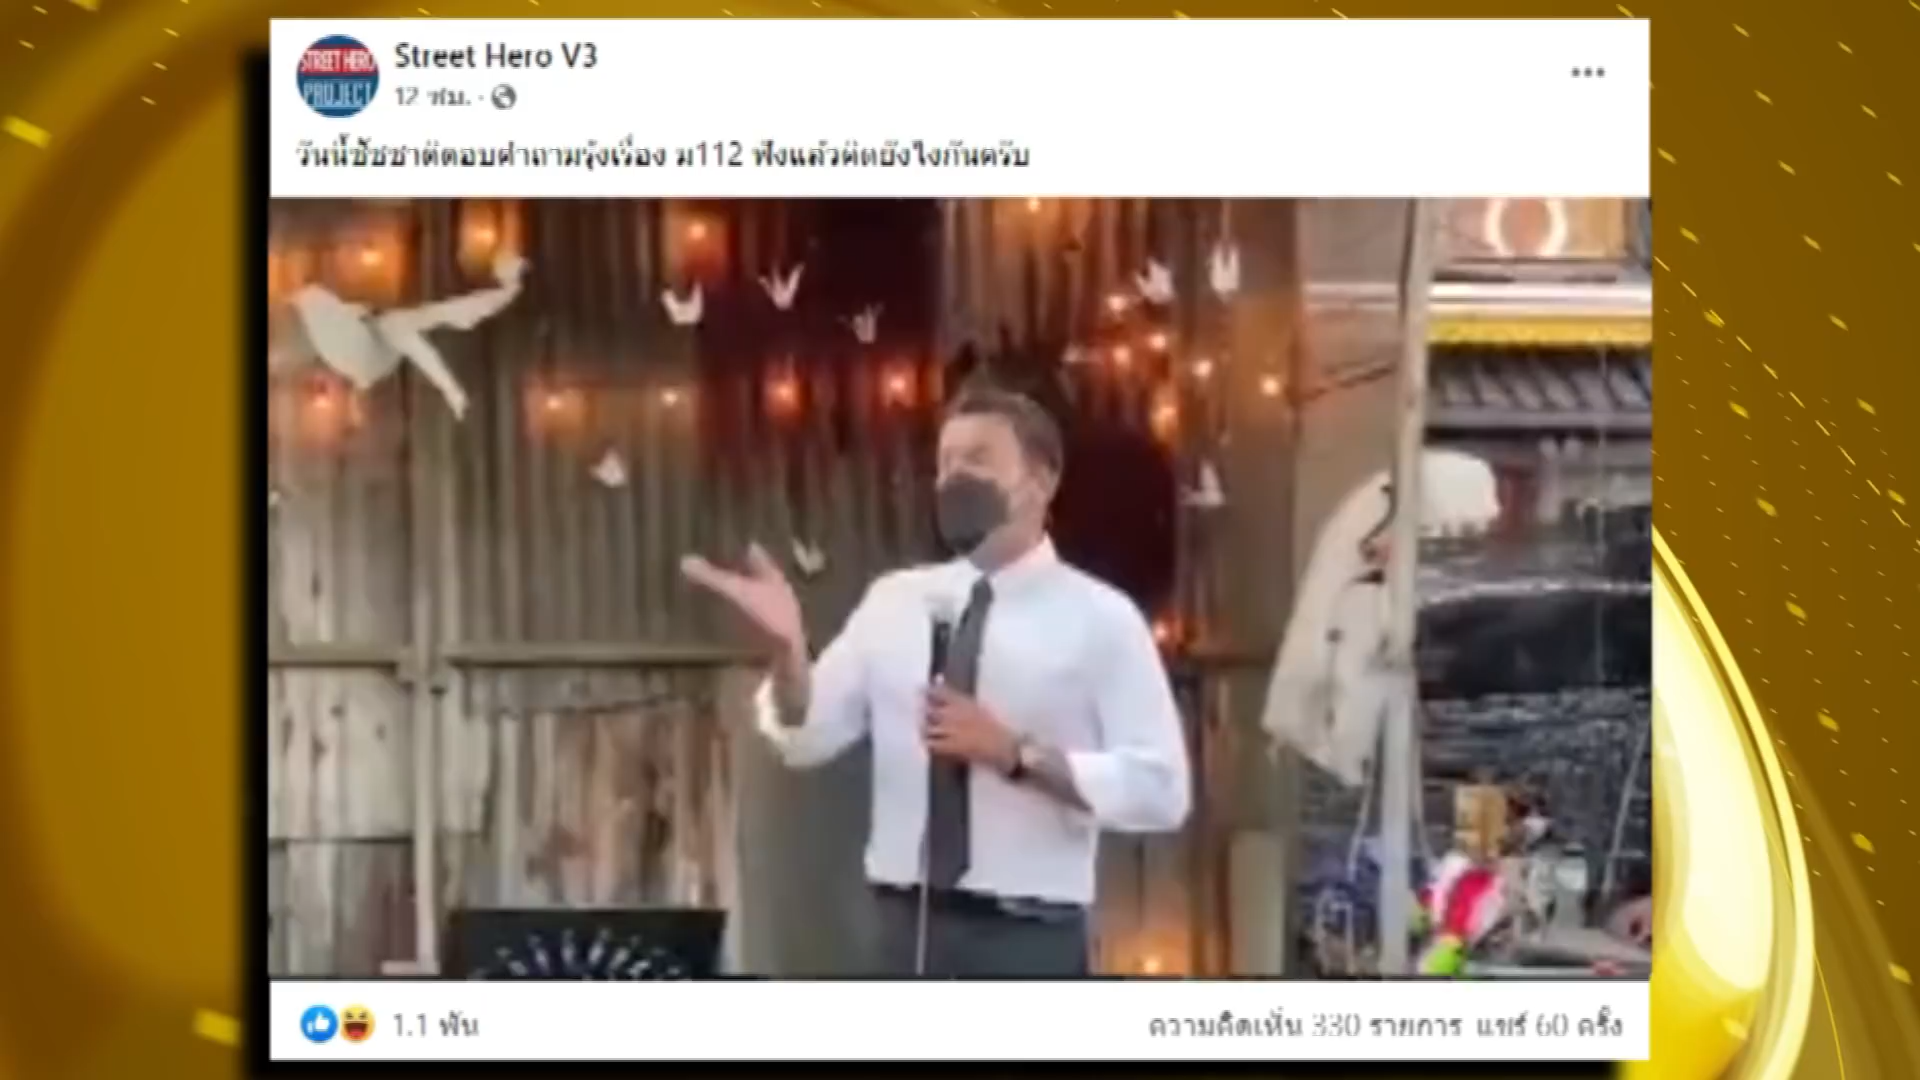 STREET HERO
PROJECT
Street Hero V3
12 ชม.
วันนี้ชัชชาติตอบคำถามรุ้งเรื่อง ม112 ฟังแล้วคิดยังไงกันครับ
1.1 พัน
ความคิดเห็น 330 รายการ แชร์ 60 ครั้ง